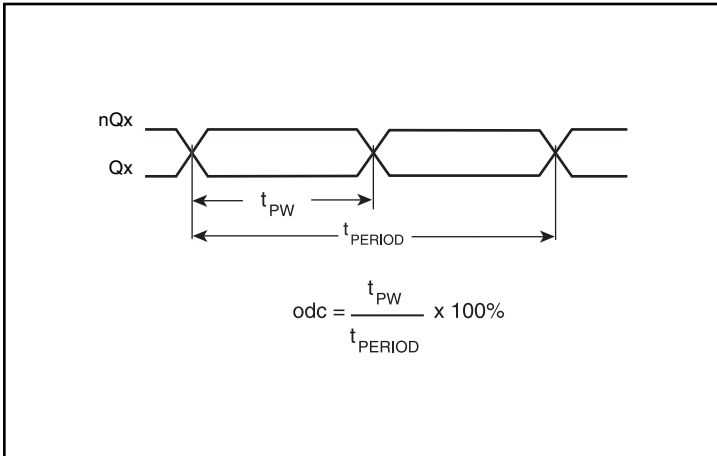 nQx
Qx
tPW
tPERIOD
odc = tPW / tPERIOD x 100%